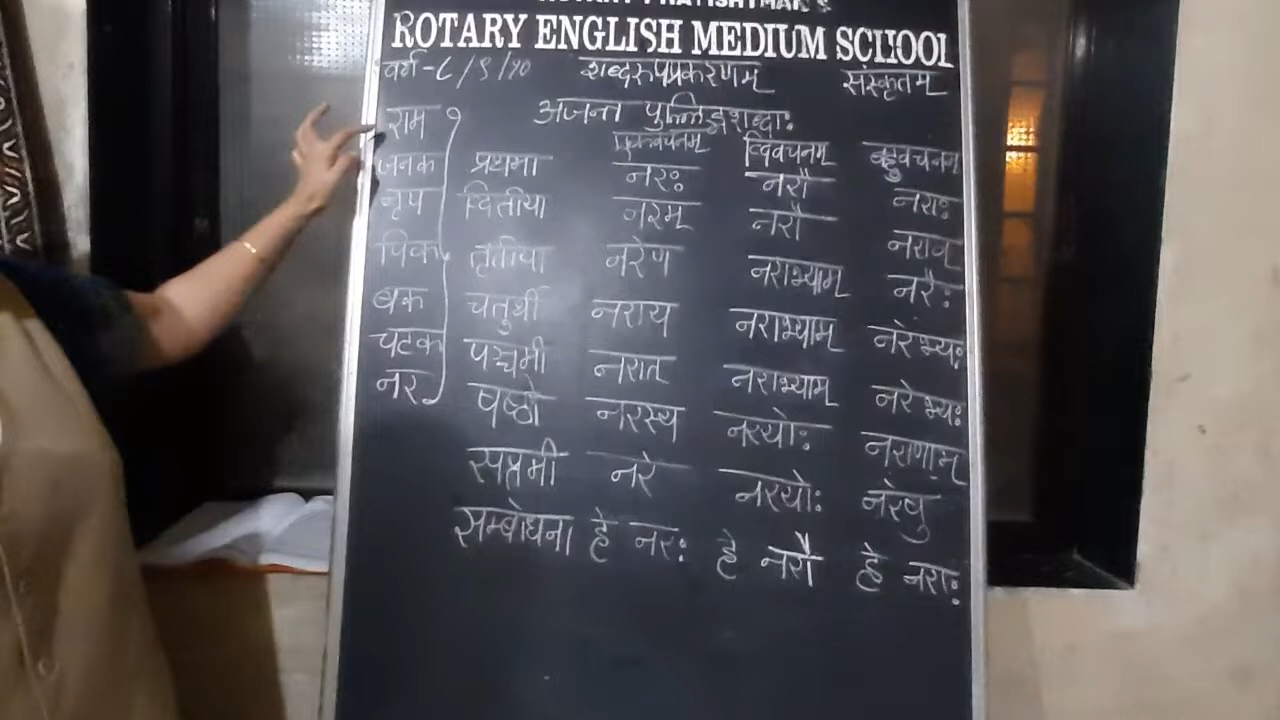 ROTARY PRATISHTHAN'S
ROTARY ENGLISH MEDIUM SCHOOL
वर्ग-८/९/१० शब्दरुपप्रकरणम् संस्कृतम्
अजन्त पुल्लिङ्गशब्दाः
एकवचनम् द्विवचनम् बहुवचनम्
राम
जनक प्रथमा नरः नरौ नराः
नृप द्वितीया नरम् नरौ नरान्
पिक तृतीया नरेण नराभ्याम् नरैः
बक चतुर्थी नराय नराभ्याम् नरेभ्यः
चटक पञ्चमी नरात् नराभ्याम् नरेभ्यः
नर षष्ठी नरस्य नरयोः नराणाम्
सप्तमी नरे नरयोः नरेषु
सम्बोधना हे नरः हे नरौ हे नराः